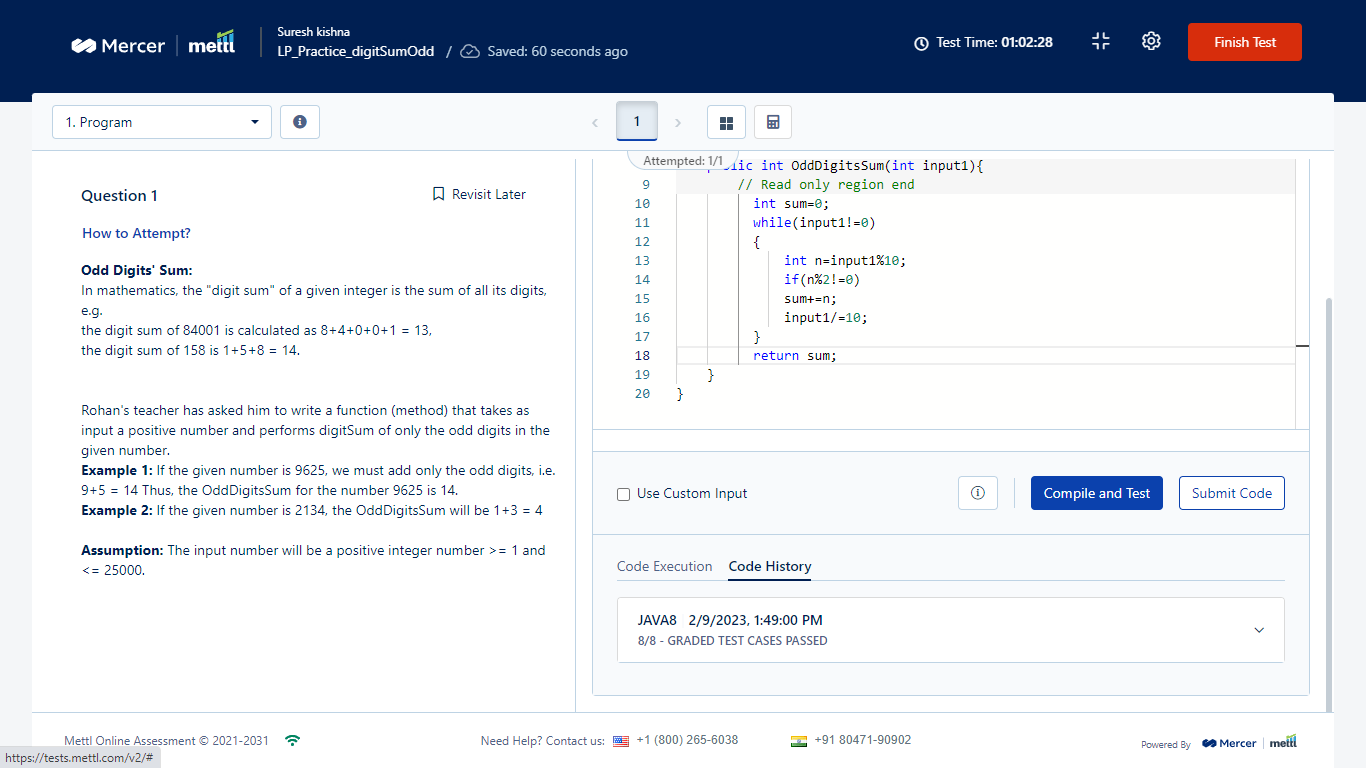 Mercer mettl
Suresh kishna
LP_Practice_digitSumOdd / Saved: 60 seconds ago
Test Time: 01:02:28
Finish Test
1. Program
1
Attempted: 1/1
Question 1
Revisit Later
How to Attempt?
Odd Digits' Sum:
In mathematics, the "digit sum" of a given integer is the sum of all its digits,
e.g.
the digit sum of 84001 is calculated as 8+4+0+0+1 = 13,
the digit sum of 158 is 1+5+8 = 14.
Rohan's teacher has asked him to write a function (method) that takes as
input a positive number and performs digitSum of only the odd digits in the
given number.
Example 1: If the given number is 9625, we must add only the odd digits, i.e.
9+5 = 14 Thus, the OddDigitsSum for the number 9625 is 14.
Example 2: If the given number is 2134, the OddDigitsSum will be 1+3 = 4
Assumption: The input number will be a positive integer number >= 1 and
<= 25000.
int OddDigitsSum(int input1){
9 // Read only region end
10 int sum=0;
11 while(input1!=0)
12 {
13 int n=input1%10;
14 if(n%2!=0)
15 sum+=n;
16 input1/=10;
17 }
18 return sum;
19 }
20 }
Use Custom Input
Compile and Test
Submit Code
Code Execution Code History
JAVA8 2/9/2023, 1:49:00 PM
8/8 - GRADED TEST CASES PASSED
Mettl Online Assessment © 2021-2031
Need Help? Contact us: +1 (800) 265-6038
+91 80471-90902
Powered By Mercer mettl
https://tests.mettl.com/v2/#